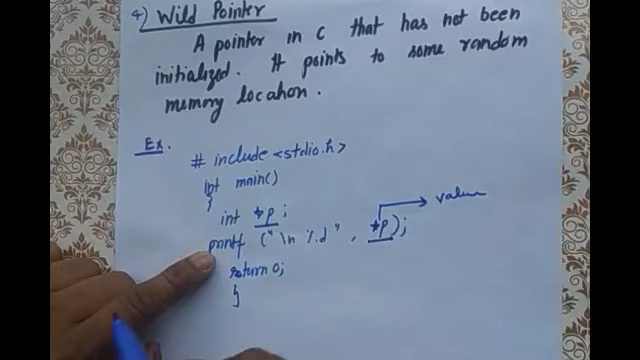 4) Wild Pointer
A pointer in c that has not been
initialized. It points to some random
memory location.
Ex.
# include <stdio.h>
int main()
{
int *p ;
printf ("\n %d" , *p); → value
return 0;
}